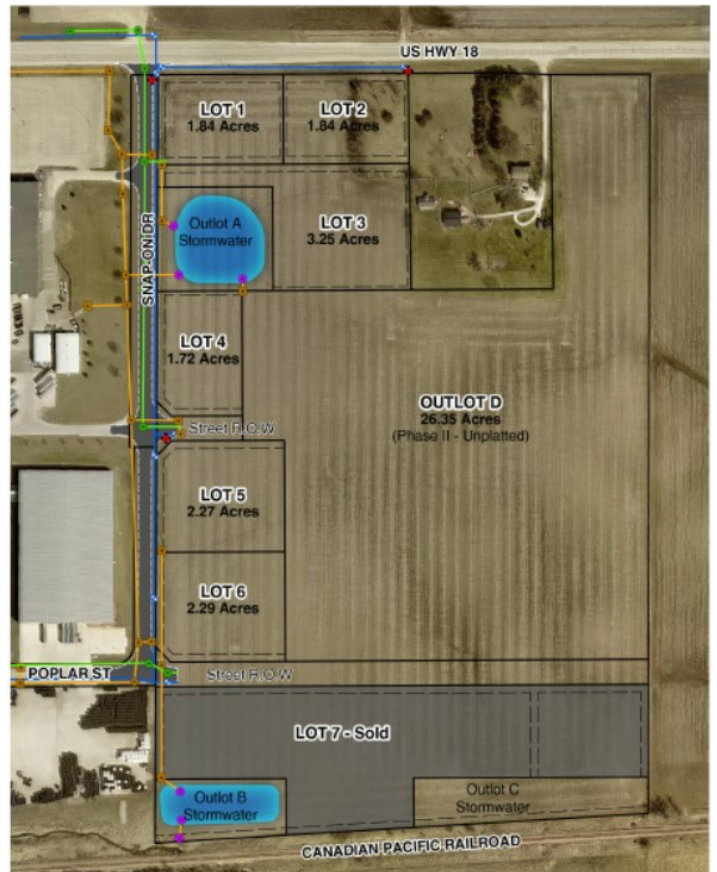 US HWY 18
LOT 1
1.84 Acres
LOT 2
1.84 Acres
Outlot A
Stormwater
LOT 3
3.25 Acres
SNAP-ON DR
LOT 4
1.72 Acres
OUTLOT D
26.35 Acres
(Phase II - Unplatted)
Street R.O.W
LOT 5
2.27 Acres
LOT 6
2.29 Acres
POPLAR ST
Street R.O.W
LOT 7 - Sold
Outlot B
Stormwater
Outlot C
Stormwater
CANADIAN PACIFIC RAILROAD